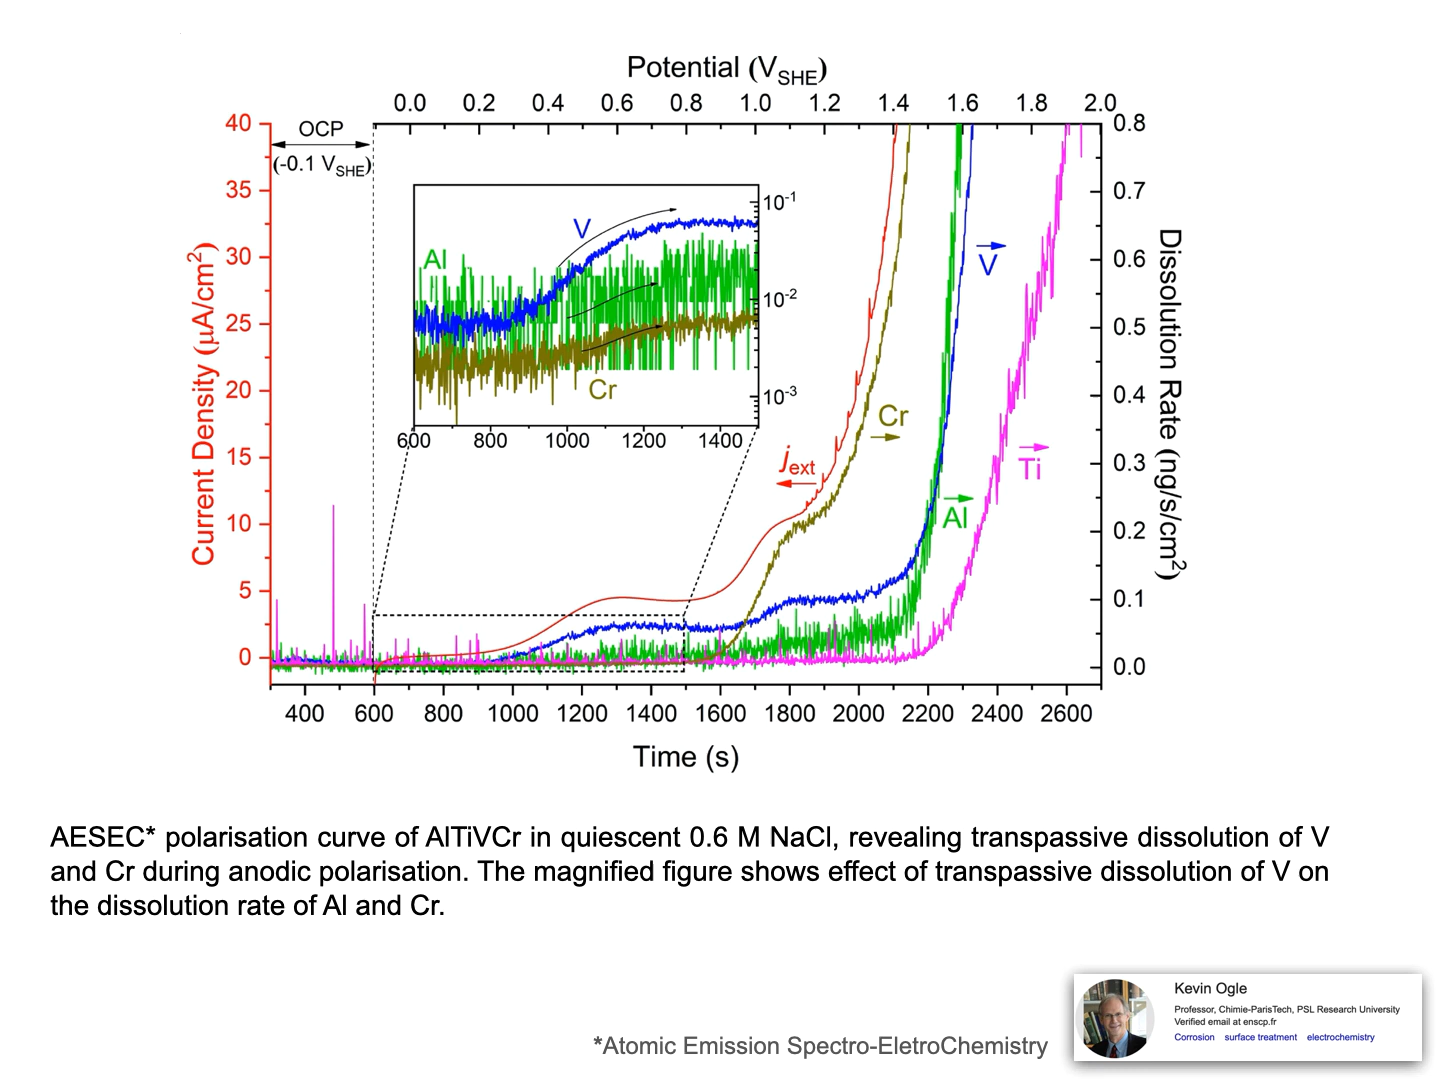 Potential (V_SHE)
0.0 0.2 0.4 0.6 0.8 1.0 1.2 1.4 1.6 1.8 2.0
40
35
30
25
20
15
10
5
0
Current Density (µA/cm²)
OCP
(-0.1 V_SHE)
V
Al
Cr
10⁻¹
10⁻²
10⁻³
600 800 1000 1200 1400
j_ext
Cr
V
Ti
Al
0.8
0.7
0.6
0.5
0.4
0.3
0.2
0.1
0.0
Dissolution Rate (ng/s/cm²)
400 600 800 1000 1200 1400 1600 1800 2000 2200 2400 2600
Time (s)
AESEC* polarisation curve of AlTiVCr in quiescent 0.6 M NaCl, revealing transpassive dissolution of V
and Cr during anodic polarisation. The magnified figure shows effect of transpassive dissolution of V on
the dissolution rate of Al and Cr.
Kevin Ogle
Professor, Chimie-ParisTech, PSL Research University
Verified email at enscp.fr
Corrosion surface treatment electrochemistry
*Atomic Emission Spectro-EletroChemistry